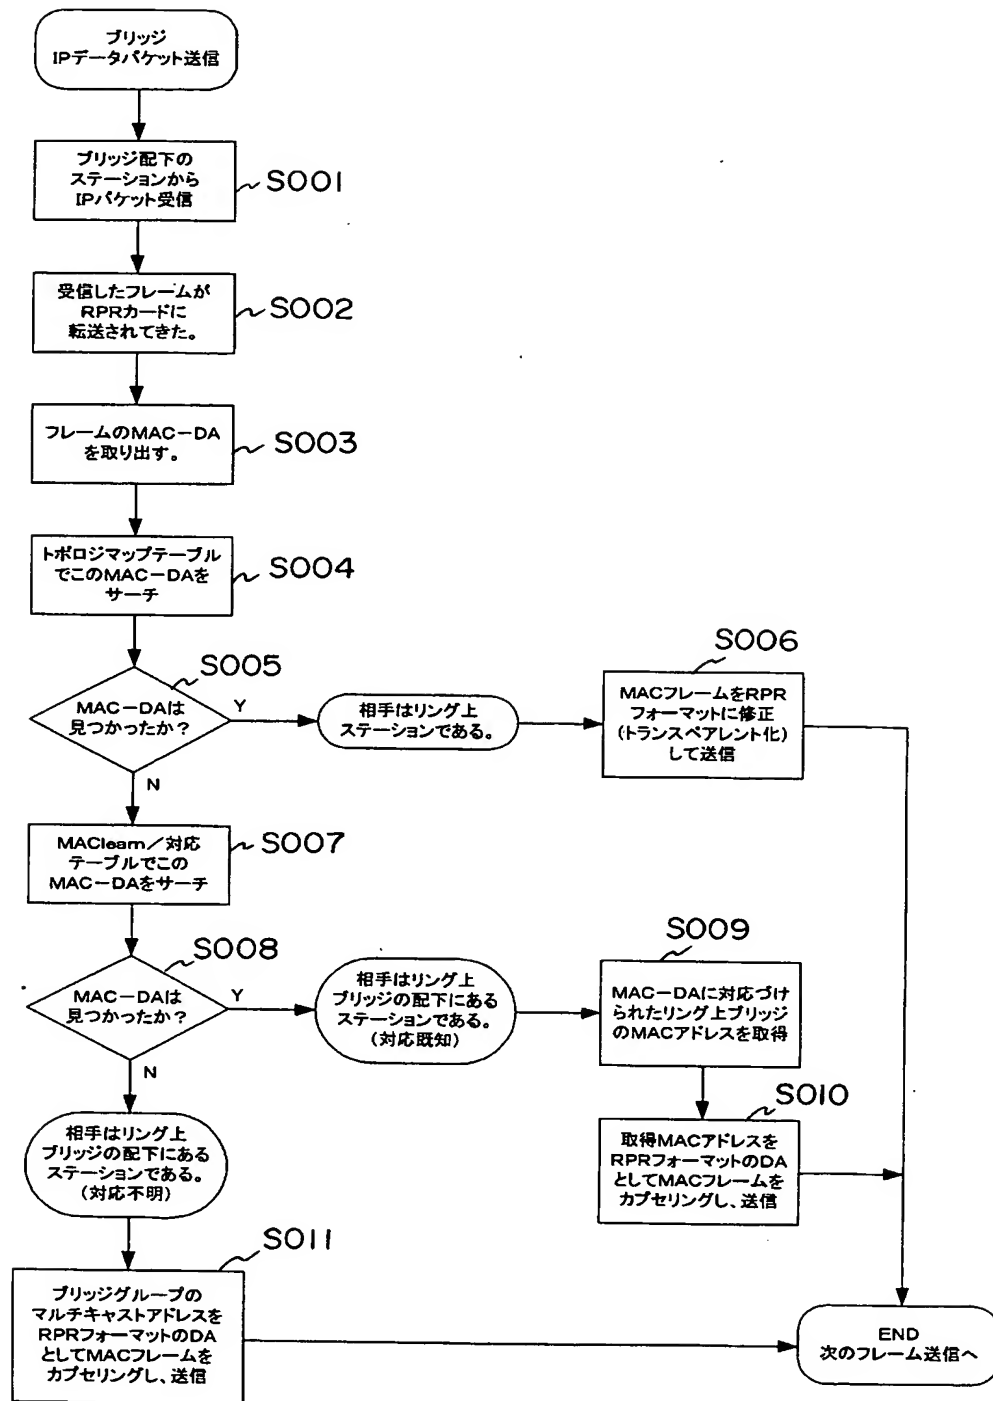 ブリッジ
IPデータパケット送信
ブリッジ配下の
ステーションから
IPパケット受信
S001
受信したフレームが
RPRカードに
転送されてきた。
S002
フレームのMAC－DA
を取り出す。
S003
トポロジマップテーブル
でこのMAC－DAを
サーチ
S004
S005
MAC－DAは
見つかったか？
Y
N
相手はリング上
ステーションである。
S006
MACフレームをRPR
フォーマットに修正
(トランスペアレント化)
して送信
MAClearn／対応
テーブルでこの
MAC－DAをサーチ
S007
S008
MAC－DAは
見つかったか？
Y
N
相手はリング上
ブリッジの配下にある
ステーションである。
(対応既知)
S009
MAC－DAに対応づけ
られたリング上ブリッジ
のMACアドレスを取得
S010
取得MACアドレスを
RPRフォーマットのDA
としてMACフレームを
カプセリングし、送信
相手はリング上
ブリッジの配下にある
ステーションである。
(対応不明)
S011
ブリッジグループの
マルチキャストアドレスを
RPRフォーマットのDA
としてMACフレームを
カプセリングし、送信
END
次のフレーム送信へ